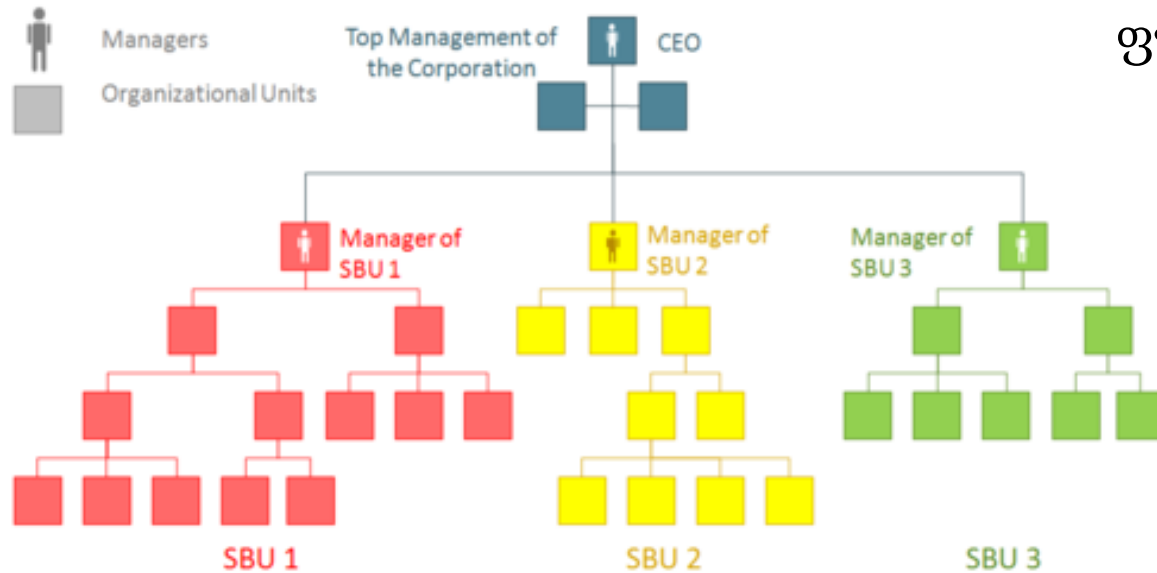 Managers
Organizational Units
Top Management of
the Corporation
CEO
Manager of
SBU 1
Manager of
SBU 2
Manager of
SBU 3
SBU 1
SBU 2
SBU 3